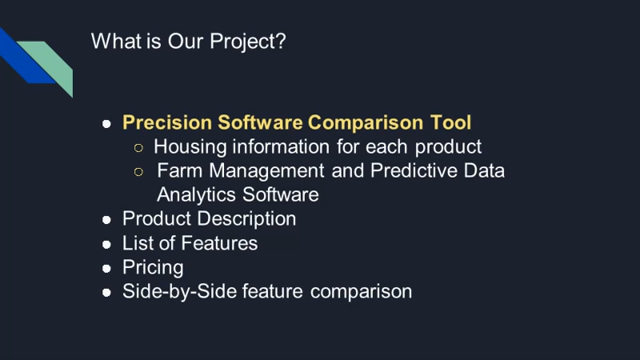 What is Our Project?
● Precision Software Comparison Tool
○ Housing information for each product
○ Farm Management and Predictive Data
Analytics Software
● Product Description
● List of Features
● Pricing
● Side-by-Side feature comparison